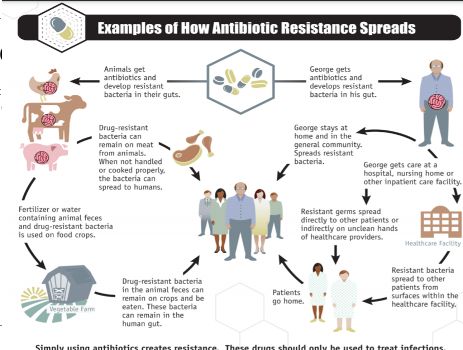 Examples of How Antibiotic Resistance Spreads
Animals get
antibiotics and
develop resistant
bacteria in their guts.
George gets
antibiotics and
develops resistant
bacteria in his gut.
Drug-resistant
bacteria can
remain on meat
from animals.
When not handled
or cooked properly,
the bacteria can
spread to humans.
George stays at
home and in the
general community.
Spreads resistant
bacteria.
George gets care at a
hospital, nursing home or
other inpatient care facility.
Fertilizer or water
containing animal feces
and drug-resistant bacteria
is used on food crops.
Resistant germs spread
directly to other patients or
indirectly on unclean hands
of healthcare providers.
Healthcare Facility
Vegetable Farm
Drug-resistant bacteria
in the animal feces can
remain on crops and be
eaten. These bacteria
can remain in the
human gut.
Patients
go home.
Resistant bacteria
spread to other
patients from
surfaces within the
healthcare facility.
Simply using antibiotics creates resistance. These drugs should only be used to treat infections.